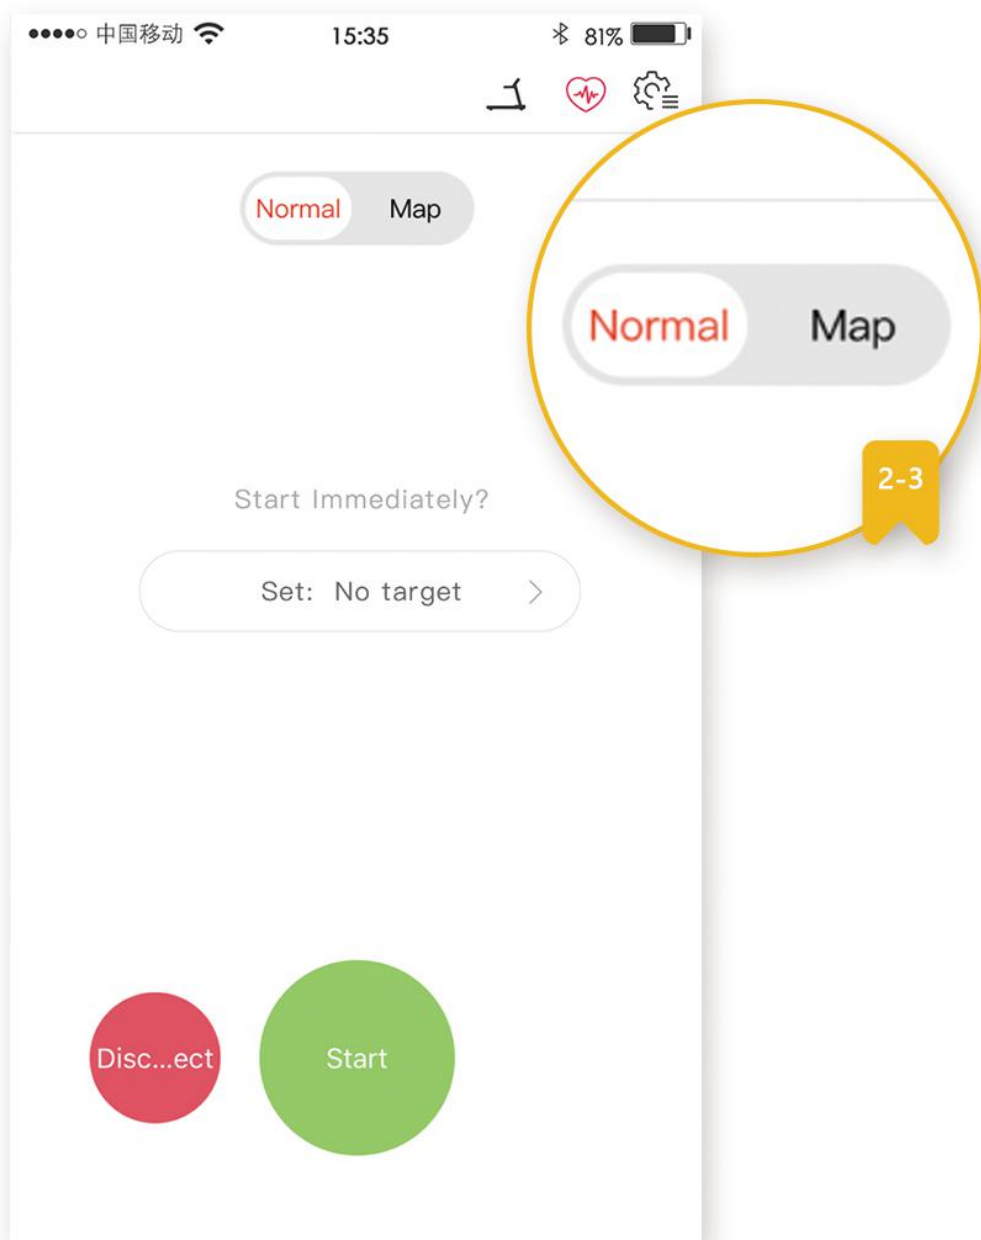 中国移动 15:35 81%
Normal Map
Normal Map
2-3
Start Immediately?
Set: No target
Disc...ect Start